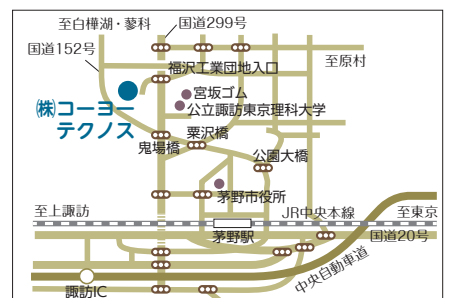 至白樺湖・蓼科
国道299号
国道152号
至原村
福沢工業団地入口
宮坂ゴム
公立諏訪東京理科大学
㈱コーヨー
テクノス
粟沢橋
鬼場橋
公園大橋
茅野市役所
至上諏訪
JR中央本線
至東京
茅野駅
国道20号
中央自動車道
諏訪IC